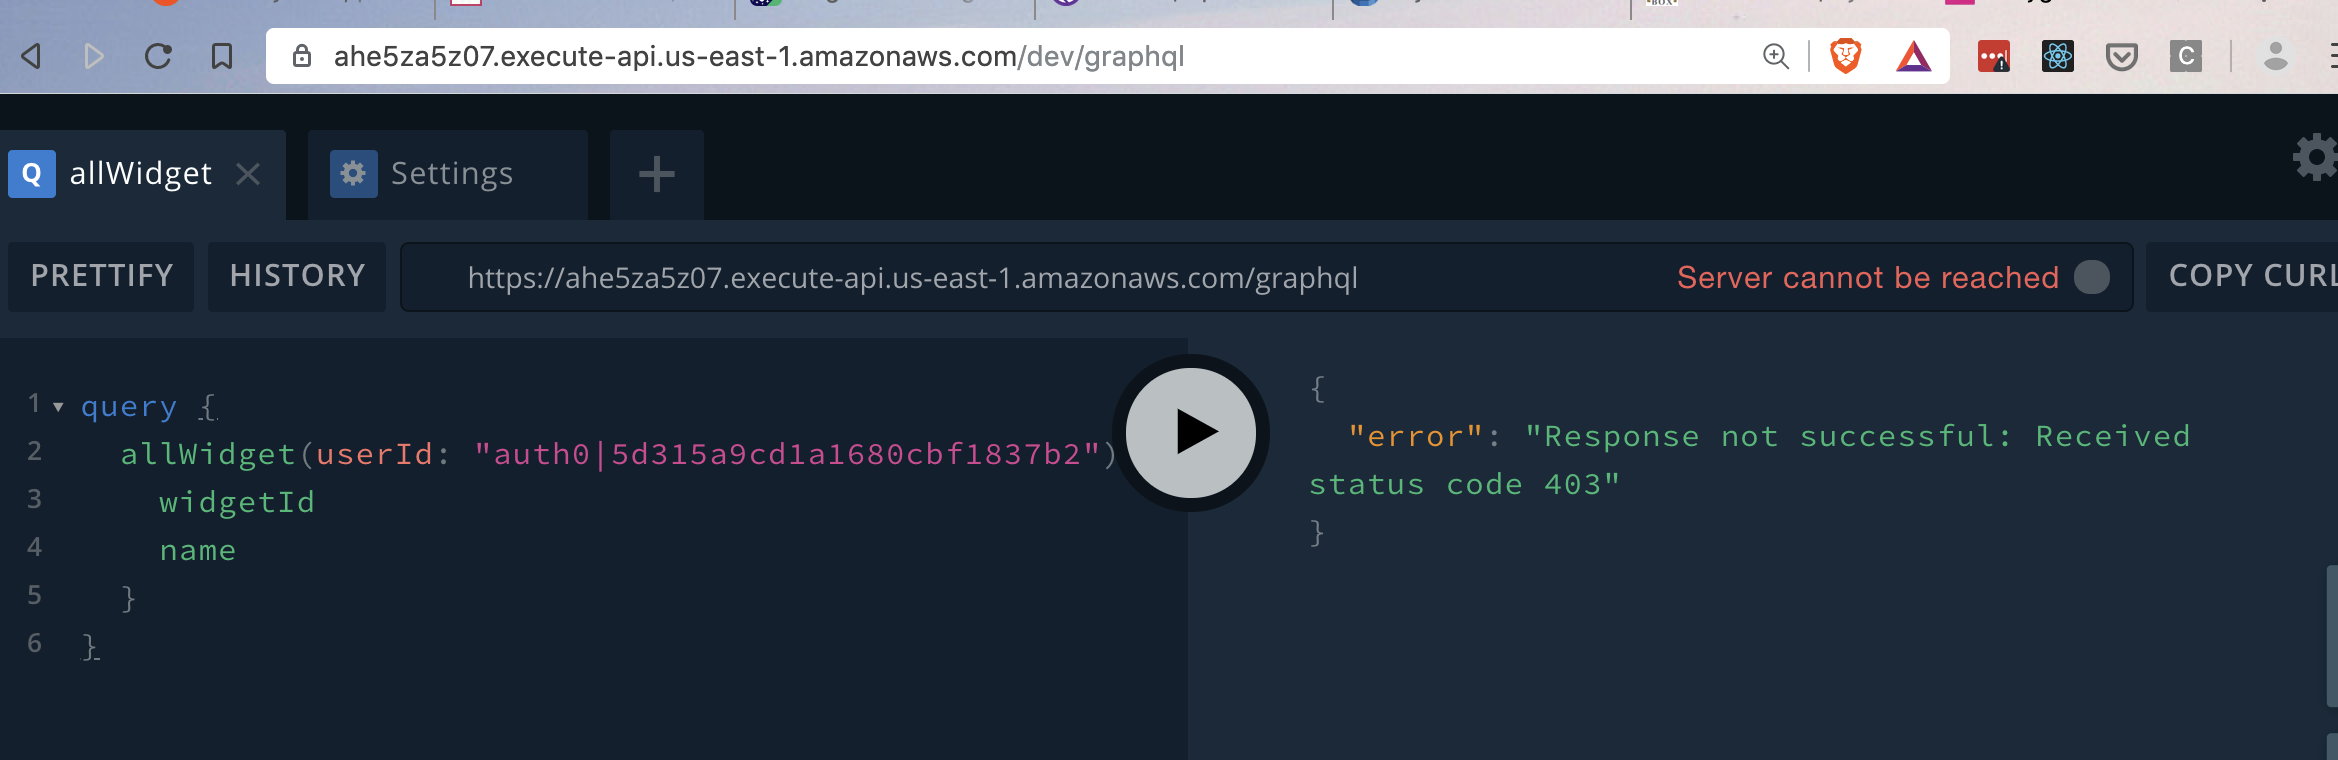 ahe5za5z07.execute-api.us-east-1.amazonaws.com/dev/graphql
C
Q allWidget
Settings
PRETTIFY
HISTORY
https://ahe5za5z07.execute-api.us-east-1.amazonaws.com/graphql
Server cannot be reached
COPY CURL
1 query {
2 allWidget(userId: "auth0|5d315a9cd1a1680cbf1837b2")
3 widgetId
4 name
5 }
6 }
{
"error": "Response not successful: Received
status code 403"
}